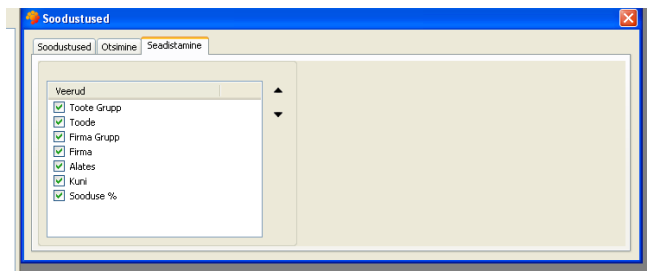 Soodustused
Soodustused Otsimine Seadistamine
Veerud
Toote Grupp
Toode
Firma Grupp
Firma
Alates
Kuni
Sooduse %